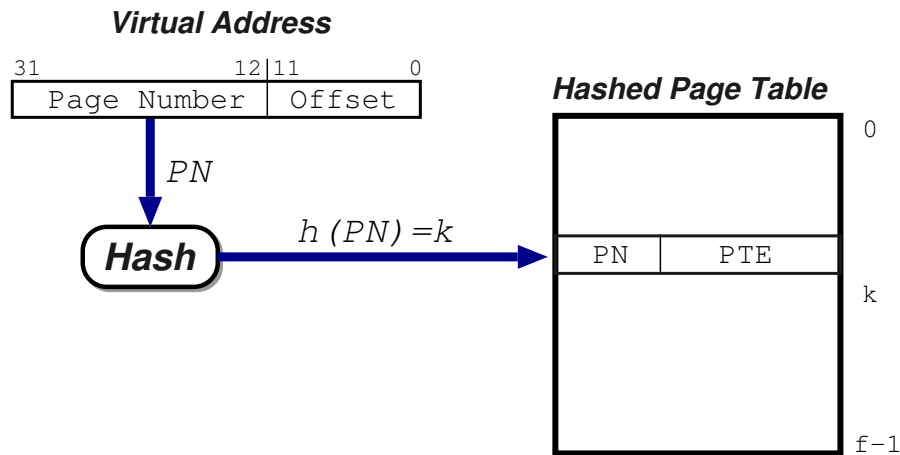 Virtual Address
31 12 11 0
Page Number Offset
Hashed Page Table
0
PN
h(PN)=k
Hash
PN PTE
k
f-1